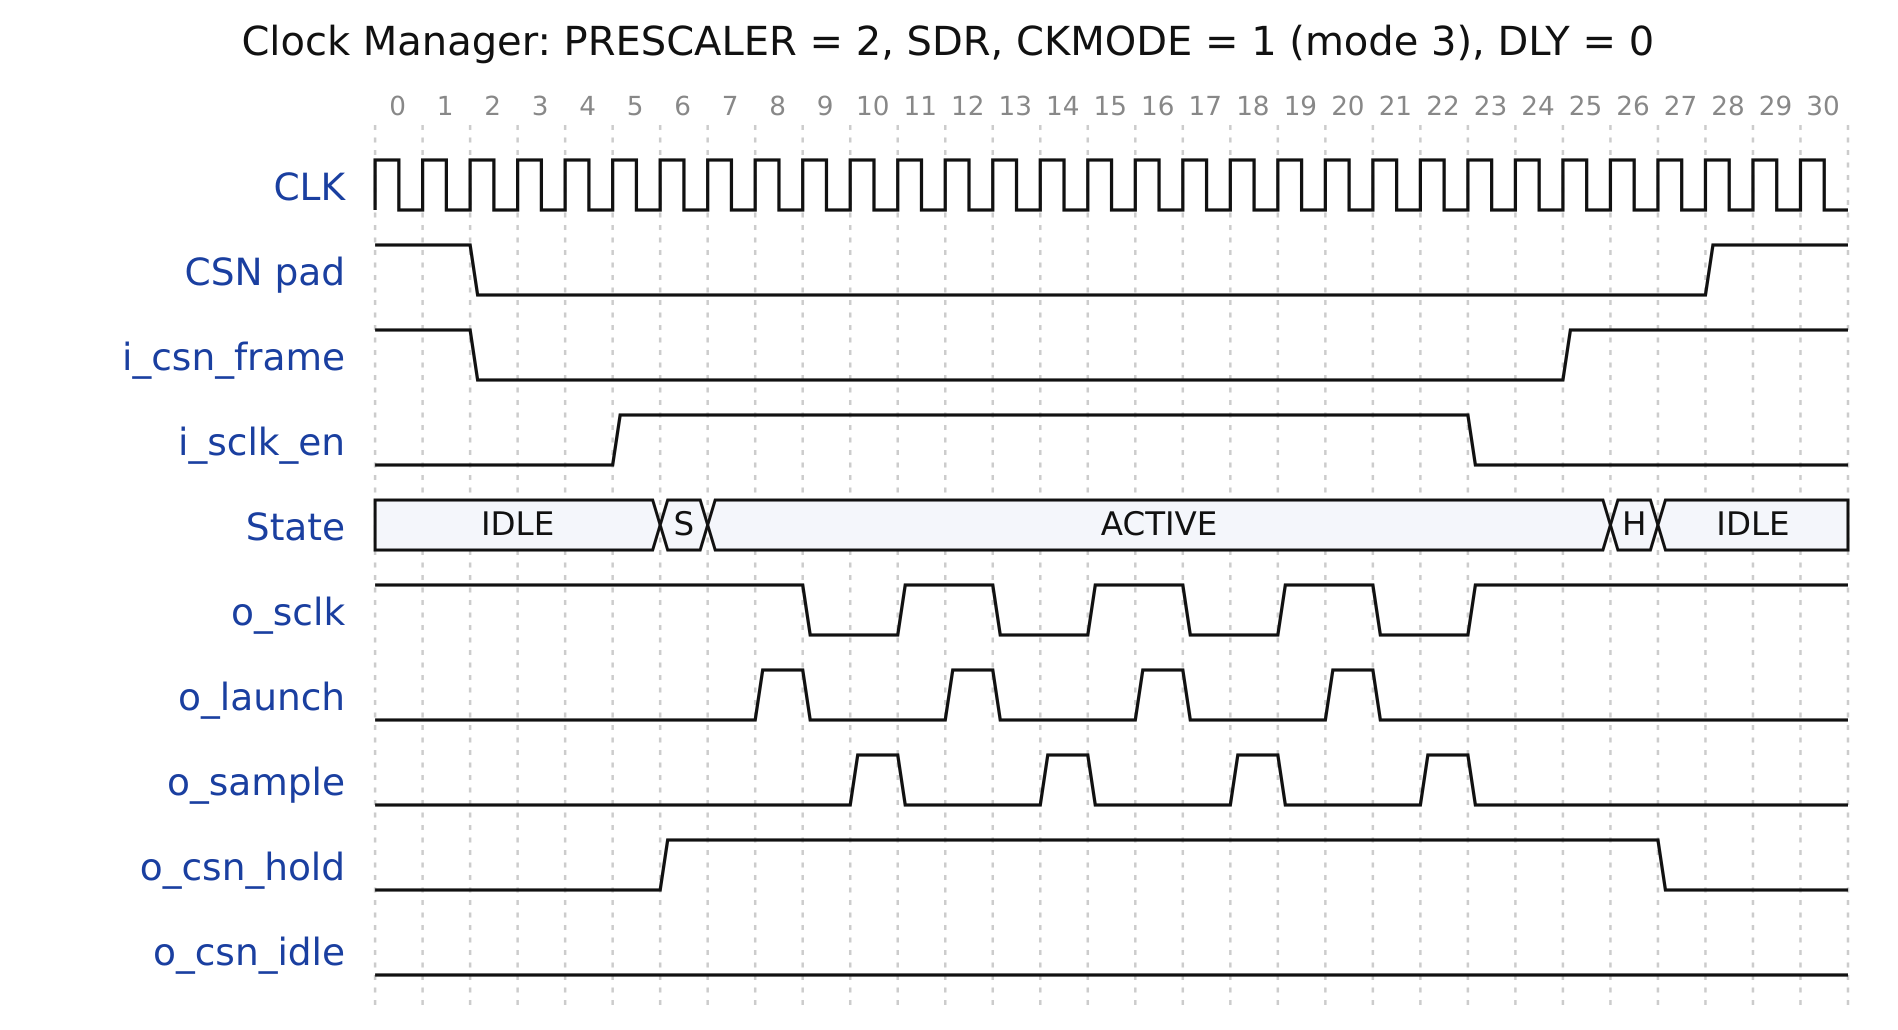 Clock Manager: PRESCALER = 2, SDR, CKMODE = 1 (mode 3), DLY = 0
0 1 2 3 4 5 6 7 8 9 10 11 12 13 14 15 16 17 18 19 20 21 22 23 24 25 26 27 28 29 30
CLK
CSN pad
i_csn_frame
i_sclk_en
State IDLE S ACTIVE H IDLE
o_sclk
o_launch
o_sample
o_csn_hold
o_csn_idle